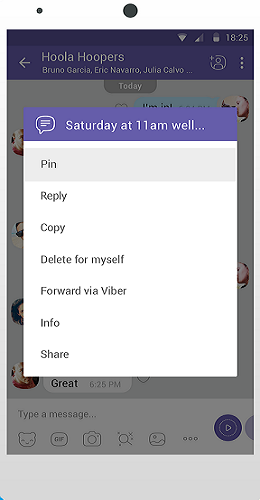 18:25
Hoola Hoopers
Bruno Garcia, Eric Navarro, Julia Calvo ...
Today
I'm in!
Saturday at 11am well...
Pin
Reply
Copy
Delete for myself
Forward via Viber
Info
Share
Great 6:25 PM
Type a message...
GIF